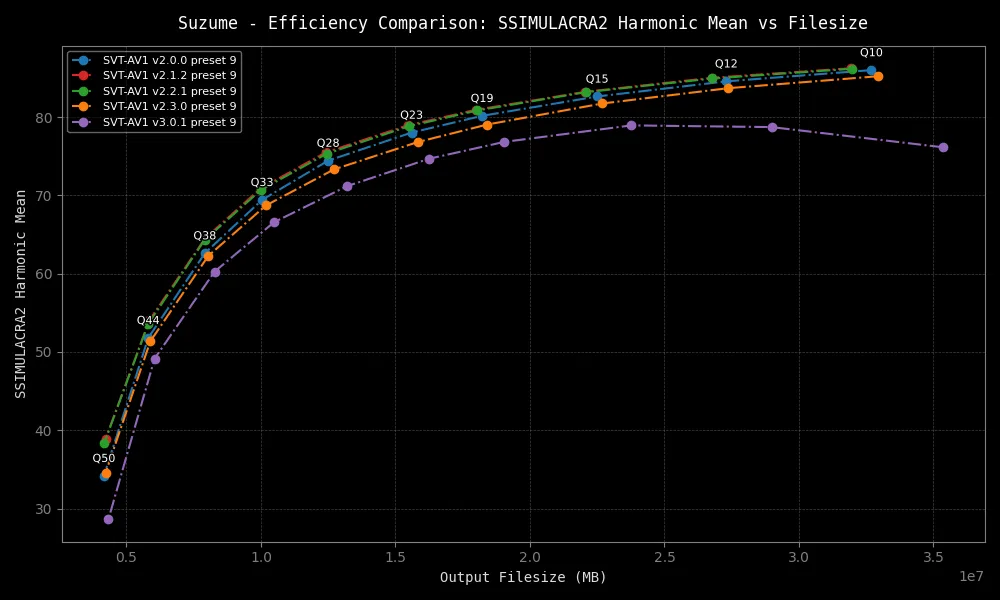 Suzume - Efficiency Comparison: SSIMULACRA2 Harmonic Mean vs Filesize
SVT-AV1 v2.0.0 preset 9
SVT-AV1 v2.1.2 preset 9
SVT-AV1 v2.2.1 preset 9
SVT-AV1 v2.3.0 preset 9
SVT-AV1 v3.0.1 preset 9
Q10
Q12
Q15
Q19
Q23
Q28
Q33
Q38
Q44
Q50
SSIMULACRA2 Harmonic Mean
80
70
60
50
40
30
0.5
1.0
1.5
2.0
2.5
3.0
3.5
1e7
Output Filesize (MB)